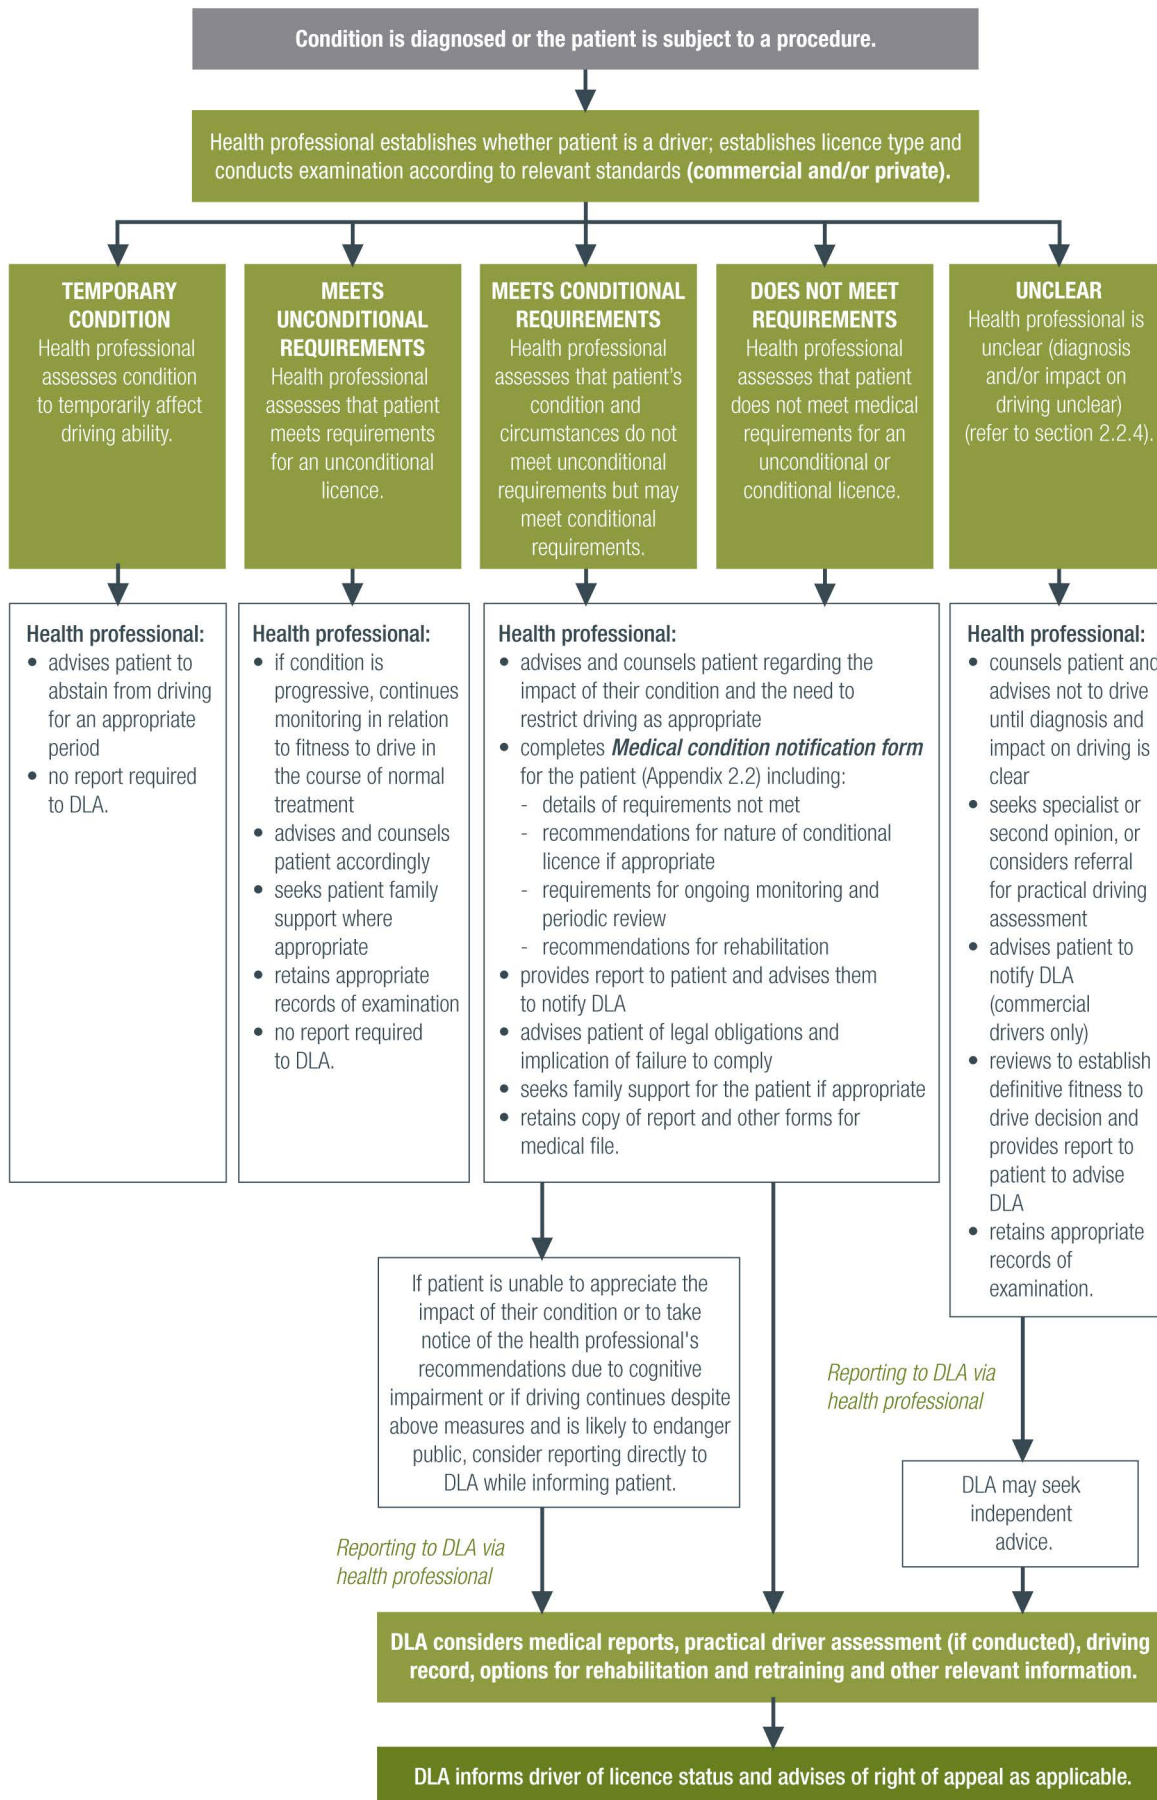 Condition is diagnosed or the patient is subject to a procedure.
Health professional establishes whether patient is a driver; establishes licence type and
conducts examination according to relevant standards (commercial and/or private).
TEMPORARY
CONDITION
Health professional
assesses condition
to temporarily affect
driving ability.
MEETS
UNCONDITIONAL
REQUIREMENTS
Health professional
assesses that patient
meets requirements
for an unconditional
licence.
MEETS CONDITIONAL
REQUIREMENTS
Health professional
assesses that patient's
condition and
circumstances do not
meet unconditional
requirements but may
meet conditional
requirements.
DOES NOT MEET
REQUIREMENTS
Health professional
assesses that patient
does not meet medical
requirements for an
unconditional or
conditional licence.
UNCLEAR
Health professional is
unclear (diagnosis
and/or impact on
driving unclear)
(refer to section 2.2.4).
Health professional:
• advises patient to
abstain from driving
for an appropriate
period
• no report required
to DLA.
Health professional:
• if condition is
progressive, continues
monitoring in relation
to fitness to drive in
the course of normal
treatment
• advises and counsels
patient accordingly
• seeks patient family
support where
appropriate
• retains appropriate
records of examination
• no report required
to DLA.
Health professional:
• advises and counsels patient regarding the
impact of their condition and the need to
restrict driving as appropriate
• completes Medical condition notification form
for the patient (Appendix 2.2) including:
- details of requirements not met
- recommendations for nature of conditional
licence if appropriate
- requirements for ongoing monitoring and
periodic review
- recommendations for rehabilitation
• provides report to patient and advises them
to notify DLA
• advises patient of legal obligations and
implication of failure to comply
• seeks family support for the patient if appropriate
• retains copy of report and other forms for
medical file.
Health professional:
• counsels patient and
advises not to drive
until diagnosis and
impact on driving is
clear
• seeks specialist or
second opinion, or
considers referral
for practical driving
assessment
• advises patient to
notify DLA
(commercial
drivers only)
• reviews to establish
definitive fitness to
drive decision and
provides report to
patient to advise
DLA
• retains appropriate
records of
examination.
If patient is unable to appreciate the
impact of their condition or to take
notice of the health professional's
recommendations due to cognitive
impairment or if driving continues despite
above measures and is likely to endanger
public, consider reporting directly to
DLA while informing patient.
Reporting to DLA via
health professional
DLA may seek
independent
advice.
Reporting to DLA via
health professional
DLA considers medical reports, practical driver assessment (if conducted), driving
record, options for rehabilitation and retraining and other relevant information.
DLA informs driver of licence status and advises of right of appeal as applicable.